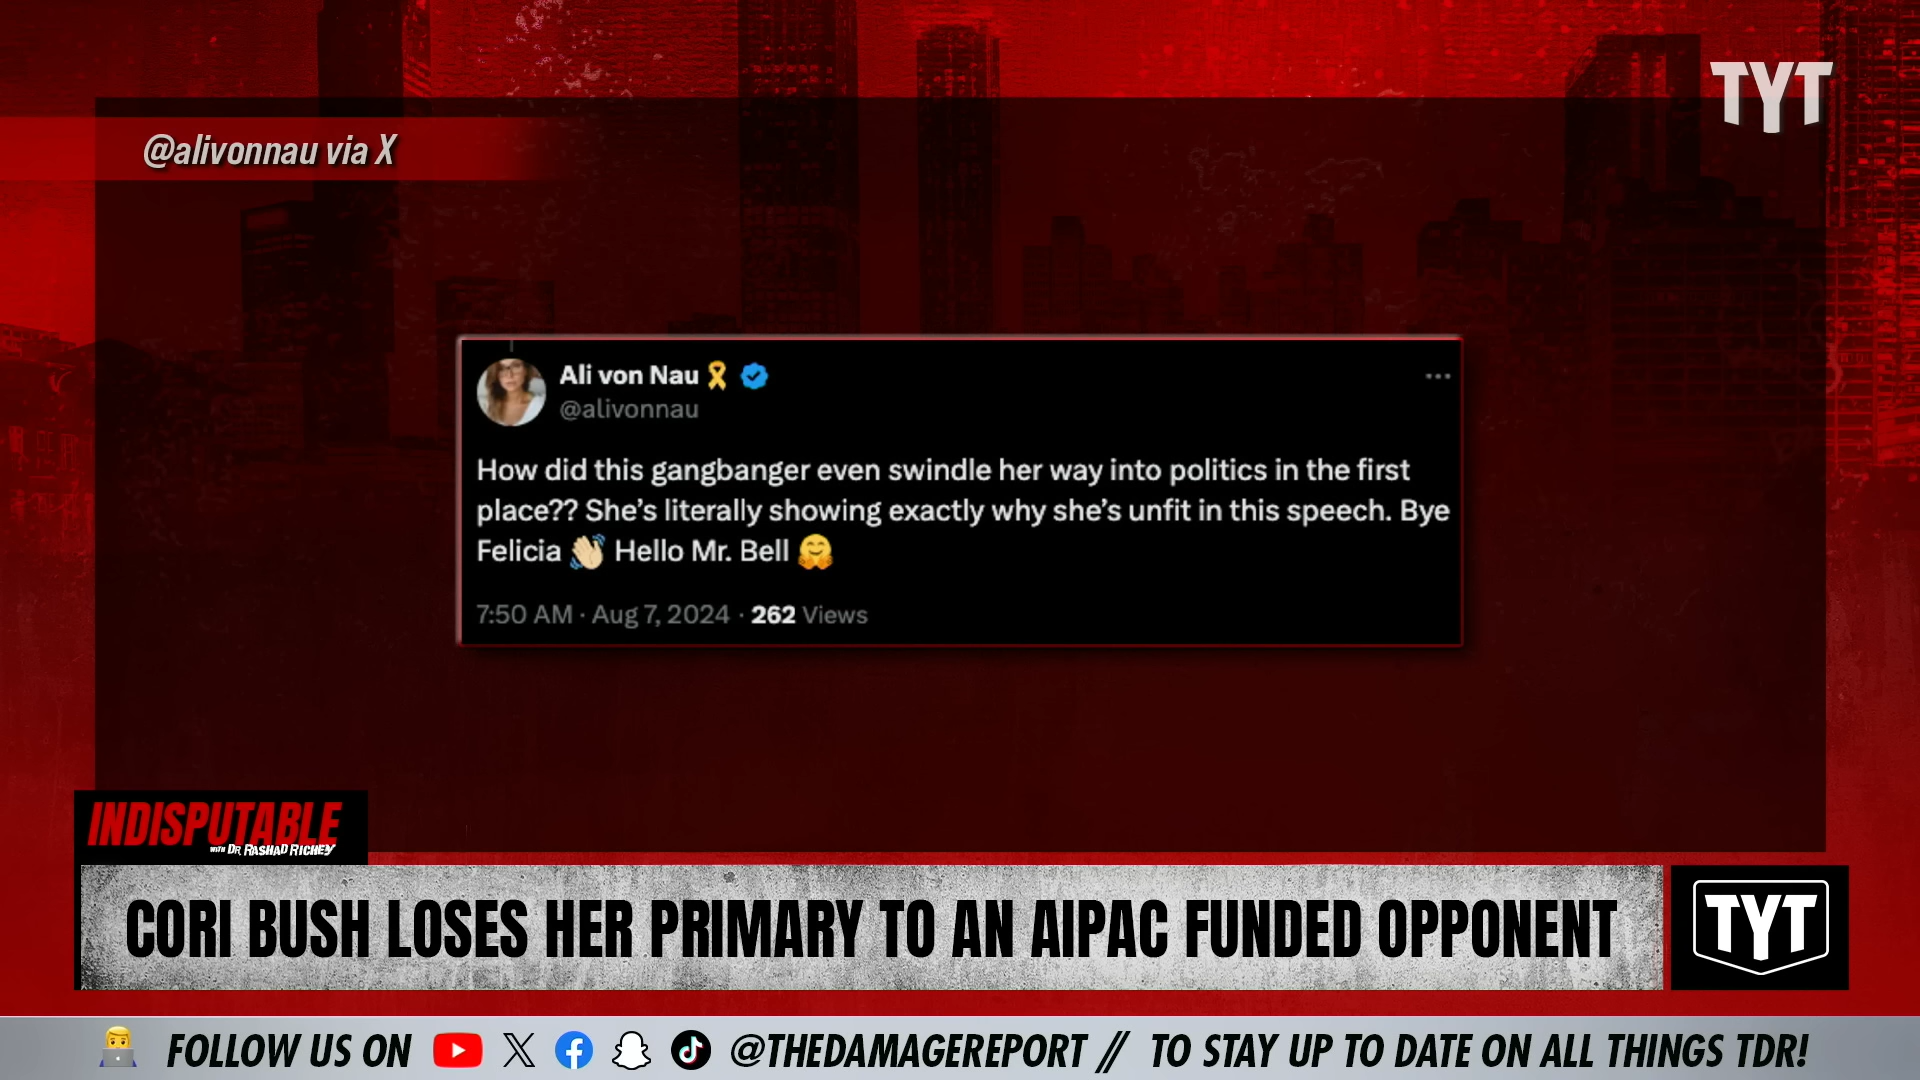 TYT
@alivonnau via X
Ali von Nau
@alivonnau
How did this gangbanger even swindle her way into politics in the first
place?? She's literally showing exactly why she's unfit in this speech. Bye
Felicia 👋🏼 Hello Mr. Bell 🤗
7:50 AM · Aug 7, 2024 · 262 Views
INDISPUTABLE
WITH DR RASHAD RICHEY
CORI BUSH LOSES HER PRIMARY TO AN AIPAC FUNDED OPPONENT
TYT
FOLLOW US ON @THEDAMAGEREPORT // TO STAY UP TO DATE ON ALL THINGS TDR!